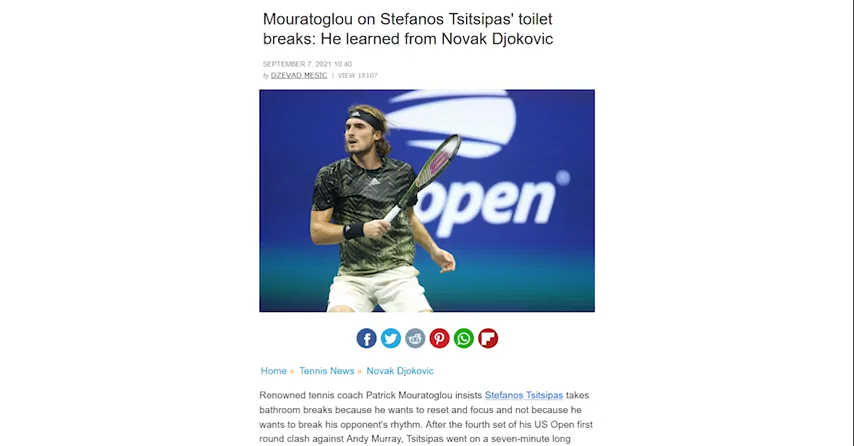 Mouratoglou on Stefanos Tsitsipas' toilet
breaks: He learned from Novak Djokovic
SEPTEMBER 7, 2021 10:40
by DZEVAD MESIC | VIEW 18107
open®
Home » Tennis News » Novak Djokovic
Renowned tennis coach Patrick Mouratoglou insists Stefanos Tsitsipas takes
bathroom breaks because he wants to reset and focus and not because he
wants to break his opponent's rhythm. After the fourth set of his US Open first
round clash against Andy Murray, Tsitsipas went on a seven-minute long